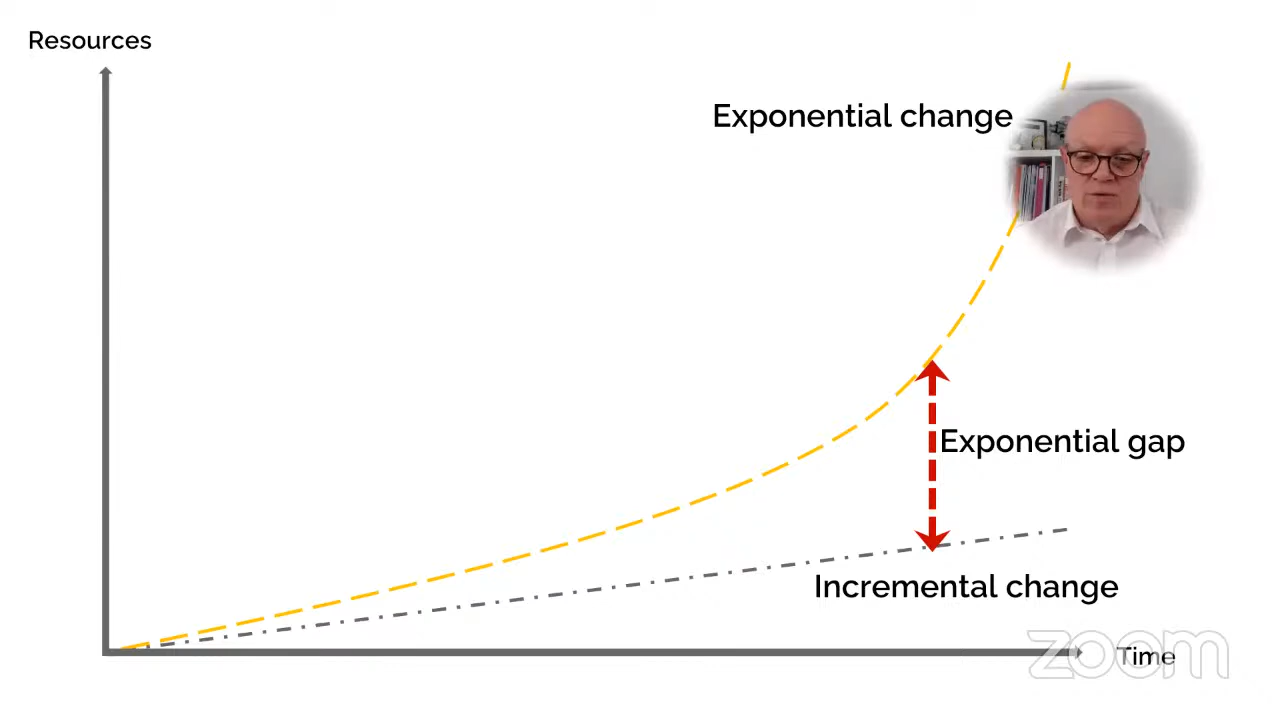 Resources
Exponential change
Exponential gap
Incremental change
Time
zoom